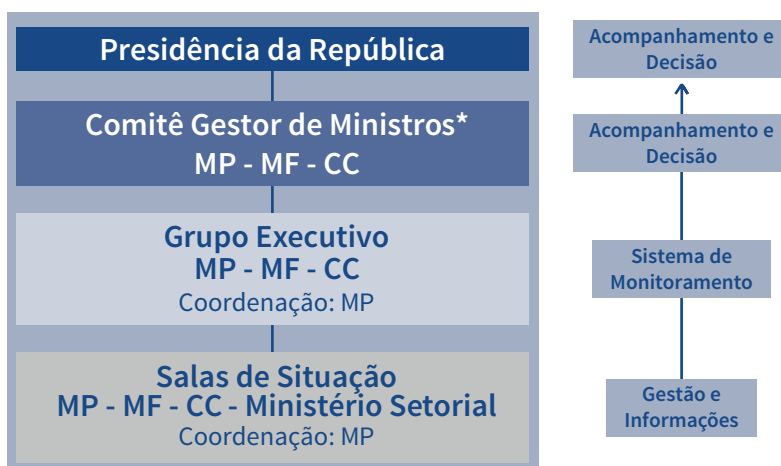 Presidência da República
Comitê Gestor de Ministros*
MP - MF - CC
Grupo Executivo
MP - MF - CC
Coordenação: MP
Salas de Situação
MP - MF - CC - Ministério Setorial
Coordenação: MP
Acompanhamento e
Decisão
Acompanhamento e
Decisão
Sistema de
Monitoramento
Gestão e
Informações